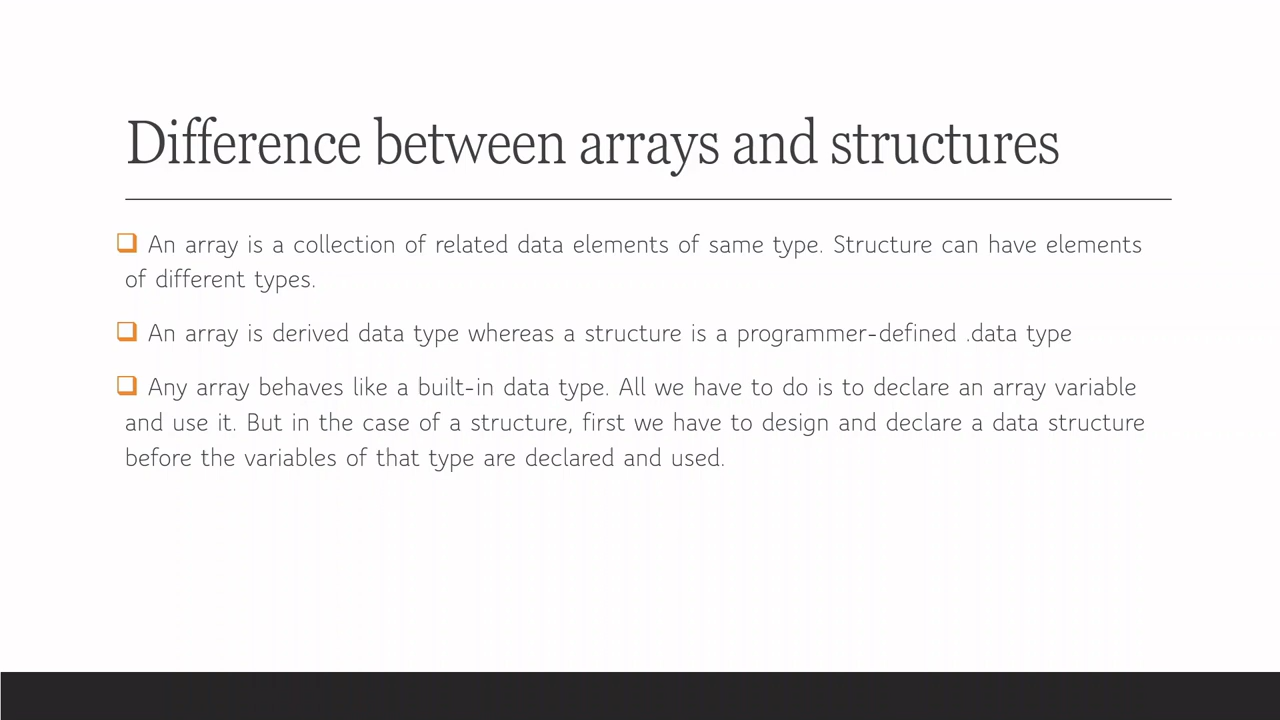 Difference between arrays and structures
An array is a collection of related data elements of same type. Structure can have elements
of different types.
An array is derived data type whereas a structure is a programmer-defined .data type
Any array behaves like a built-in data type. All we have to do is to declare an array variable
and use it. But in the case of a structure, first we have to design and declare a data structure
before the variables of that type are declared and used.